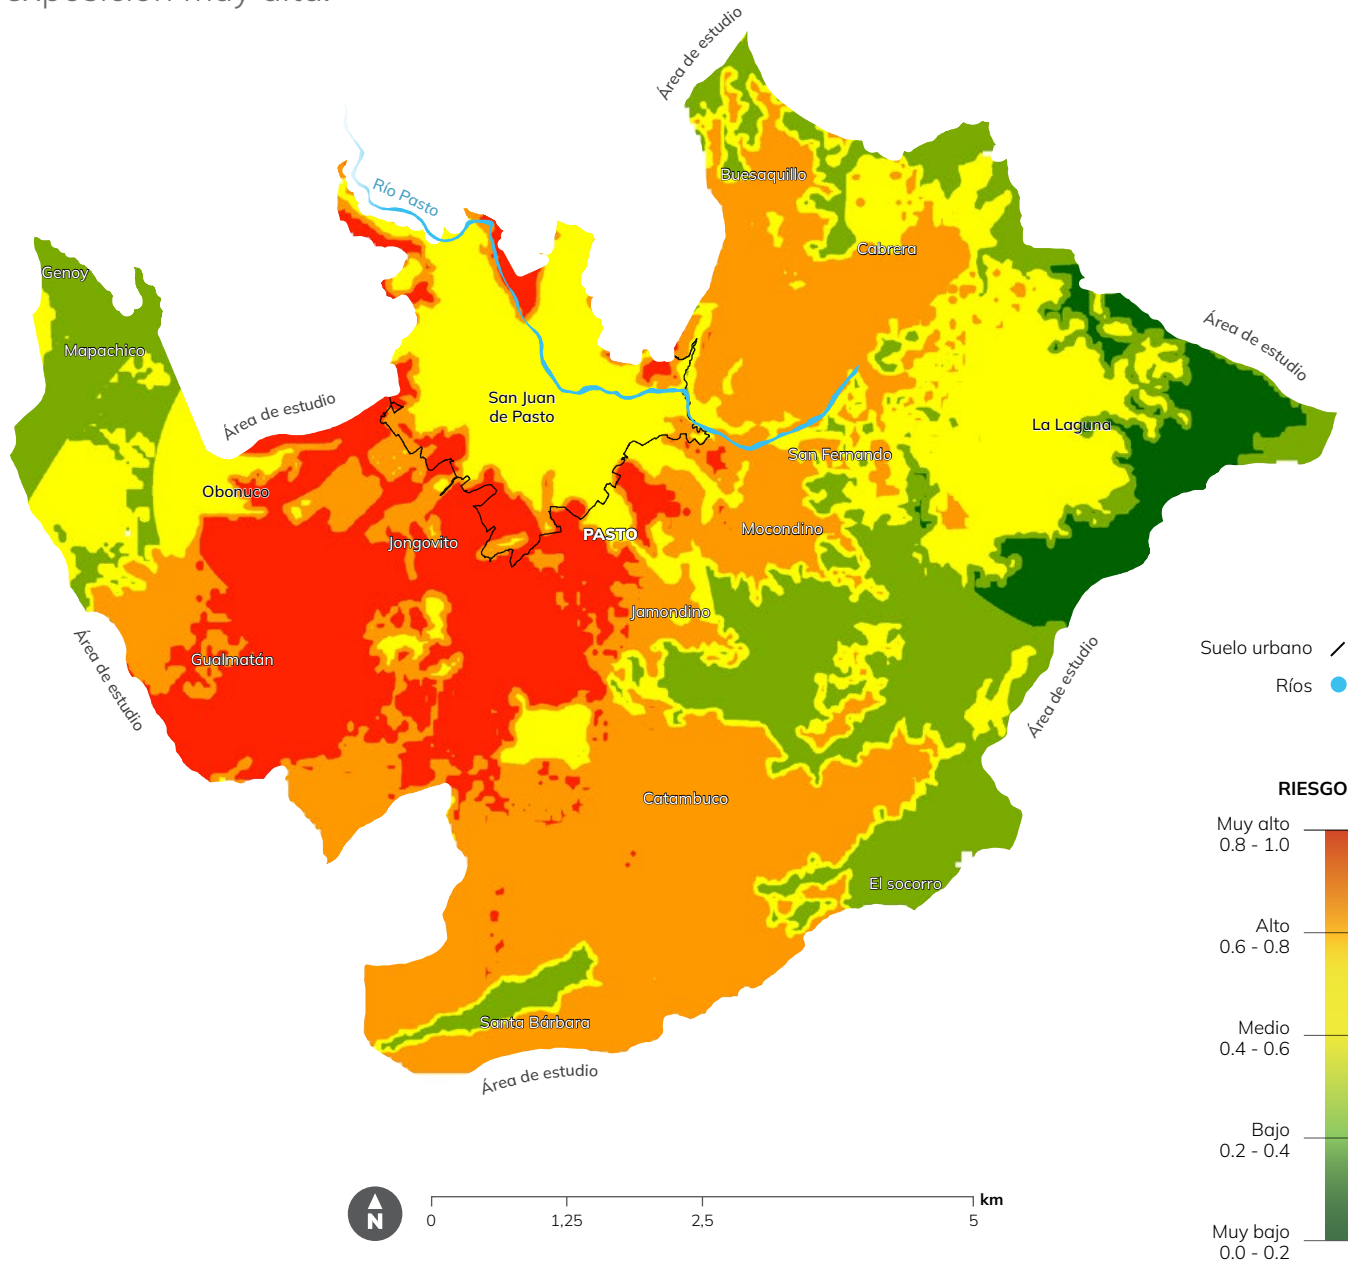 exposición muy alta.
Área de estudio
Río Pasto
Buesaquillo
Cabrera
Genoy
Mapachico
Área de estudio
Área de estudio
San Juan
de Pasto
La Laguna
San Fernando
Obonuco
Jongovito
PASTO
Mocondino
Jamondino
Gualmatán
Área de estudio
Área de estudio
Suelo urbano
Ríos
Catambuco
El socorro
Santa Bárbara
Área de estudio
RIESGO
Muy alto
0.8 - 1.0
Alto
0.6 - 0.8
Medio
0.4 - 0.6
Bajo
0.2 - 0.4
Muy bajo
0.0 - 0.2
N
km
0 1,25 2,5 5